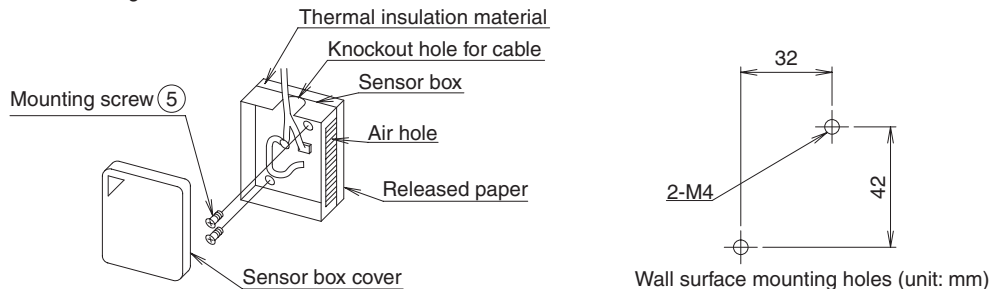 Thermal insulation material
Knockout hole for cable
Sensor box
Mounting screw ⑤
Air hole
Released paper
Sensor box cover
32
2-M4
42
Wall surface mounting holes (unit: mm)